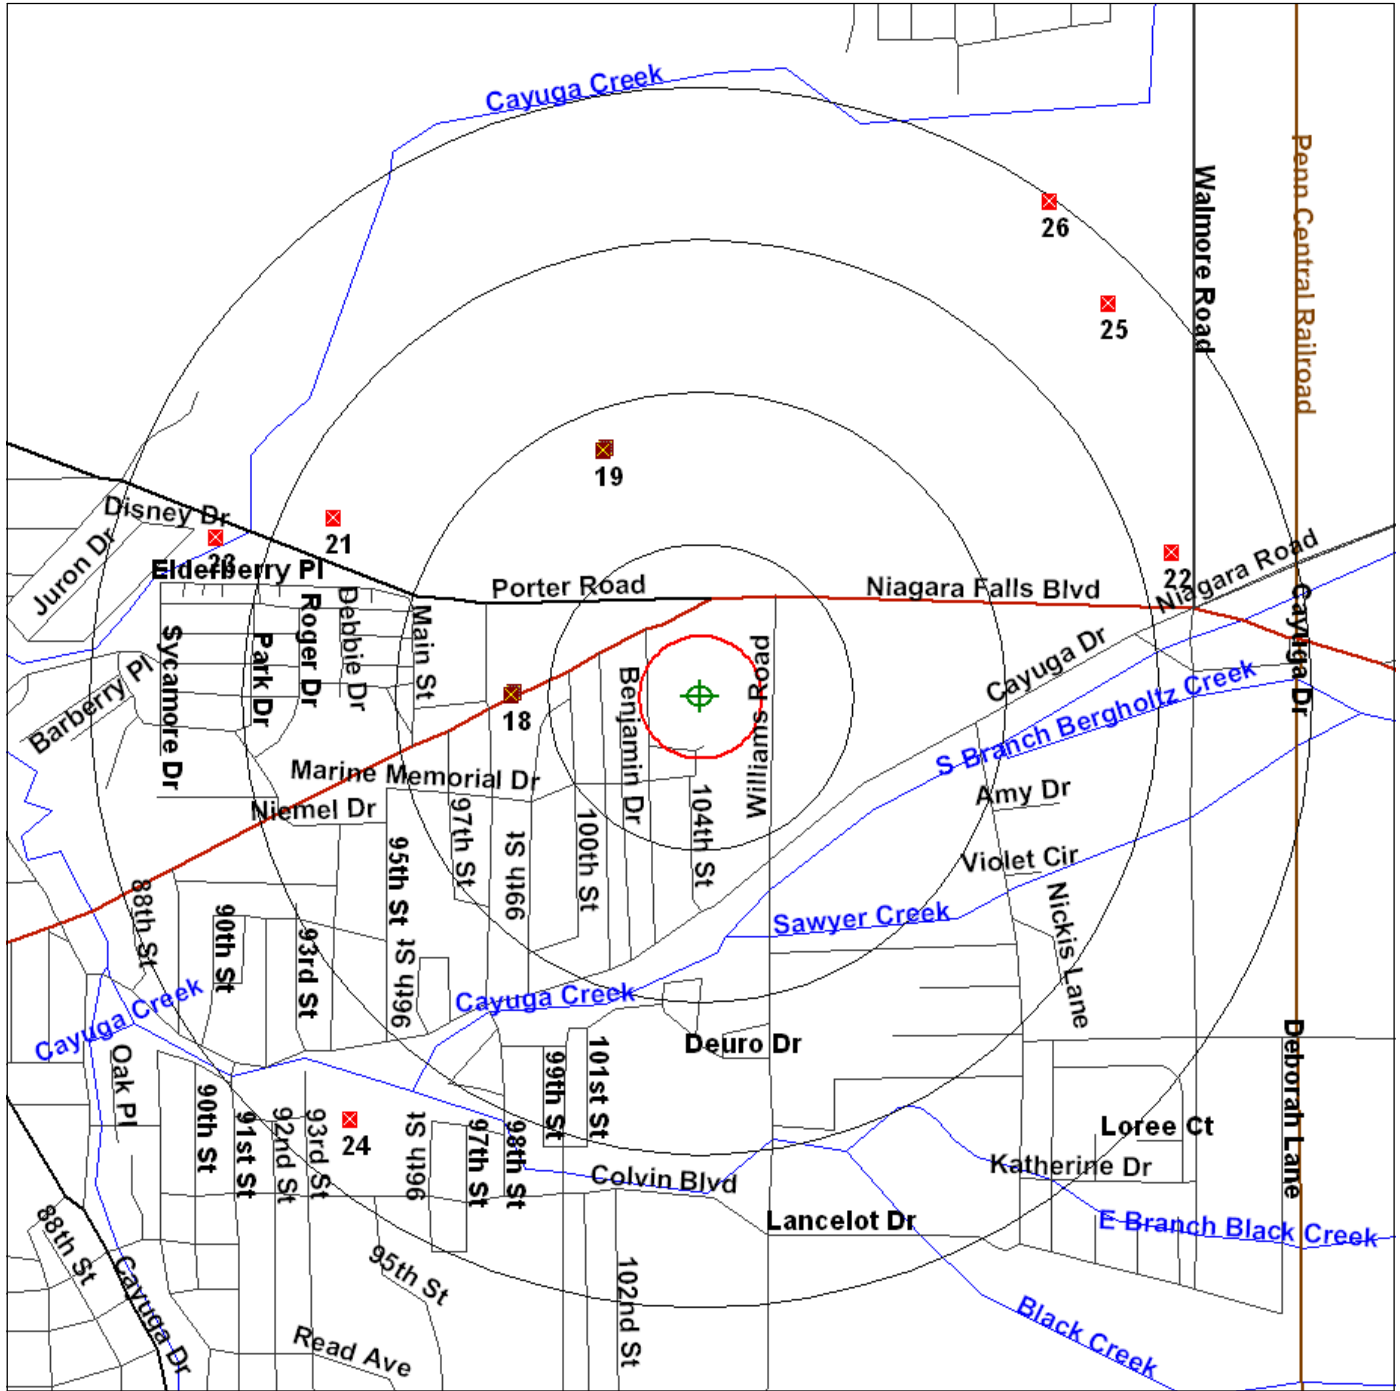 Cayuga Creek
Penn Central Railroad
Walmore Road
26
25
19
Disney Dr
21
Juron Dr
23
Elderberry Pl
22
Niagara Road
Porter Road
Niagara Falls Blvd
Cayuga Dr
Roger Dr
Debbie Dr
Main St
Sycamore Dr
Park Dr
Barberry Pl
Benjamin Dr
Williams Road
Cayuga Dr
S Branch Bergholtz Creek
18
Marine Memorial Dr
Niemel Dr
97th St
99th St
100th St
104th St
Amy Dr
Violet Cir
95th St
88th St
90th St
93rd St
96th St
Sawyer Creek
Nickis Lane
Cayuga Creek
Cayuga Creek
Deuro Dr
Deborah Lane
Oak Pl
99th St
101st St
90th St
91st St
92nd St
93rd St
24
96th St
97th St
98th St
Loree Ct
Katherine Dr
Colvin Blvd
Lancelot Dr
E Branch Black Creek
88th St
Cayuga Dr
95th St
102nd St
Read Ave
Black Creek